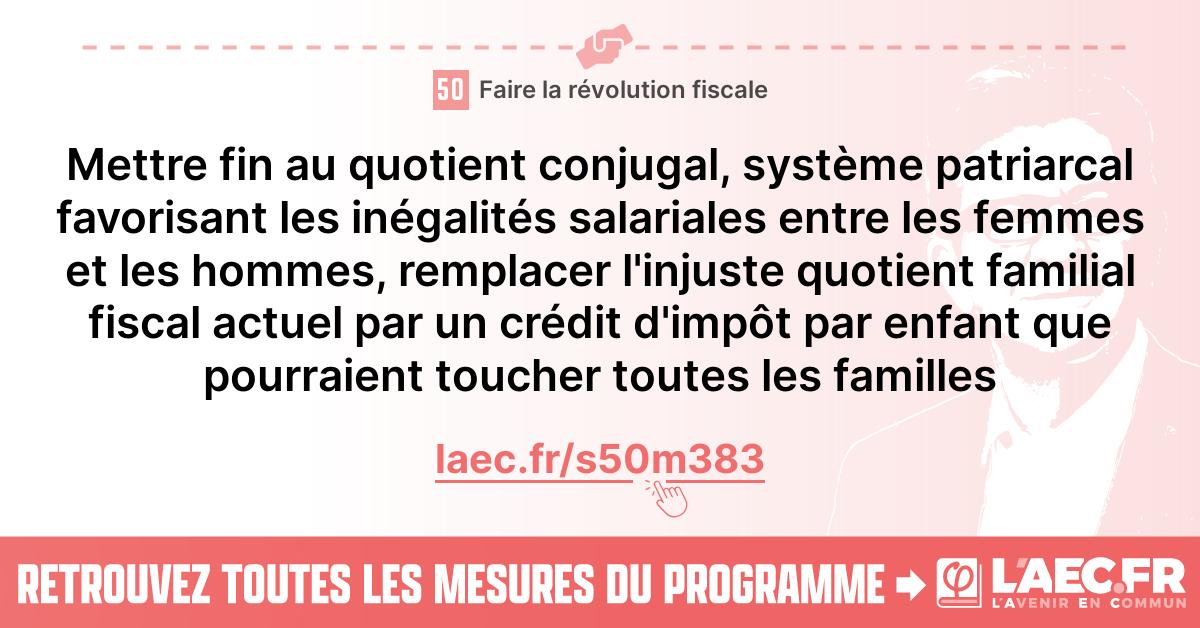 50 Faire la révolution fiscale
Mettre fin au quotient conjugal, système patriarcal
favorisant les inégalités salariales entre les femmes
et les hommes, remplacer l'injuste quotient familial
fiscal actuel par un crédit d'impôt par enfant que
pourraient toucher toutes les familles
laec.fr/s50m383
RETROUVEZ TOUTES LES MESURES DU PROGRAMME
φ L'AEC.FR
L'AVENIR EN COMMUN